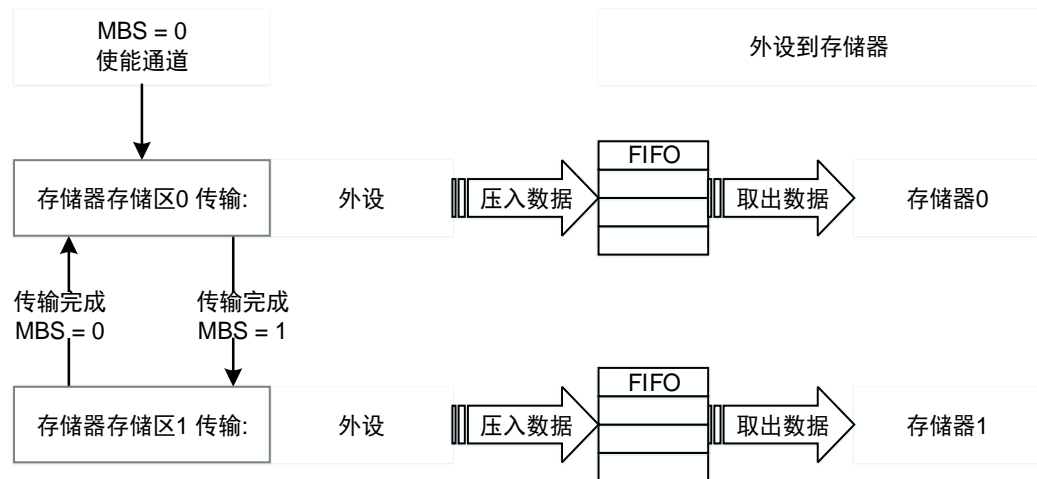 MBS = 0
使能通道
外设到存储器
FIFO
存储器存储区0 传输:
外设
压入数据
取出数据
存储器0
传输完成
MBS = 0
传输完成
MBS = 1
FIFO
存储器存储区1 传输:
外设
压入数据
取出数据
存储器1